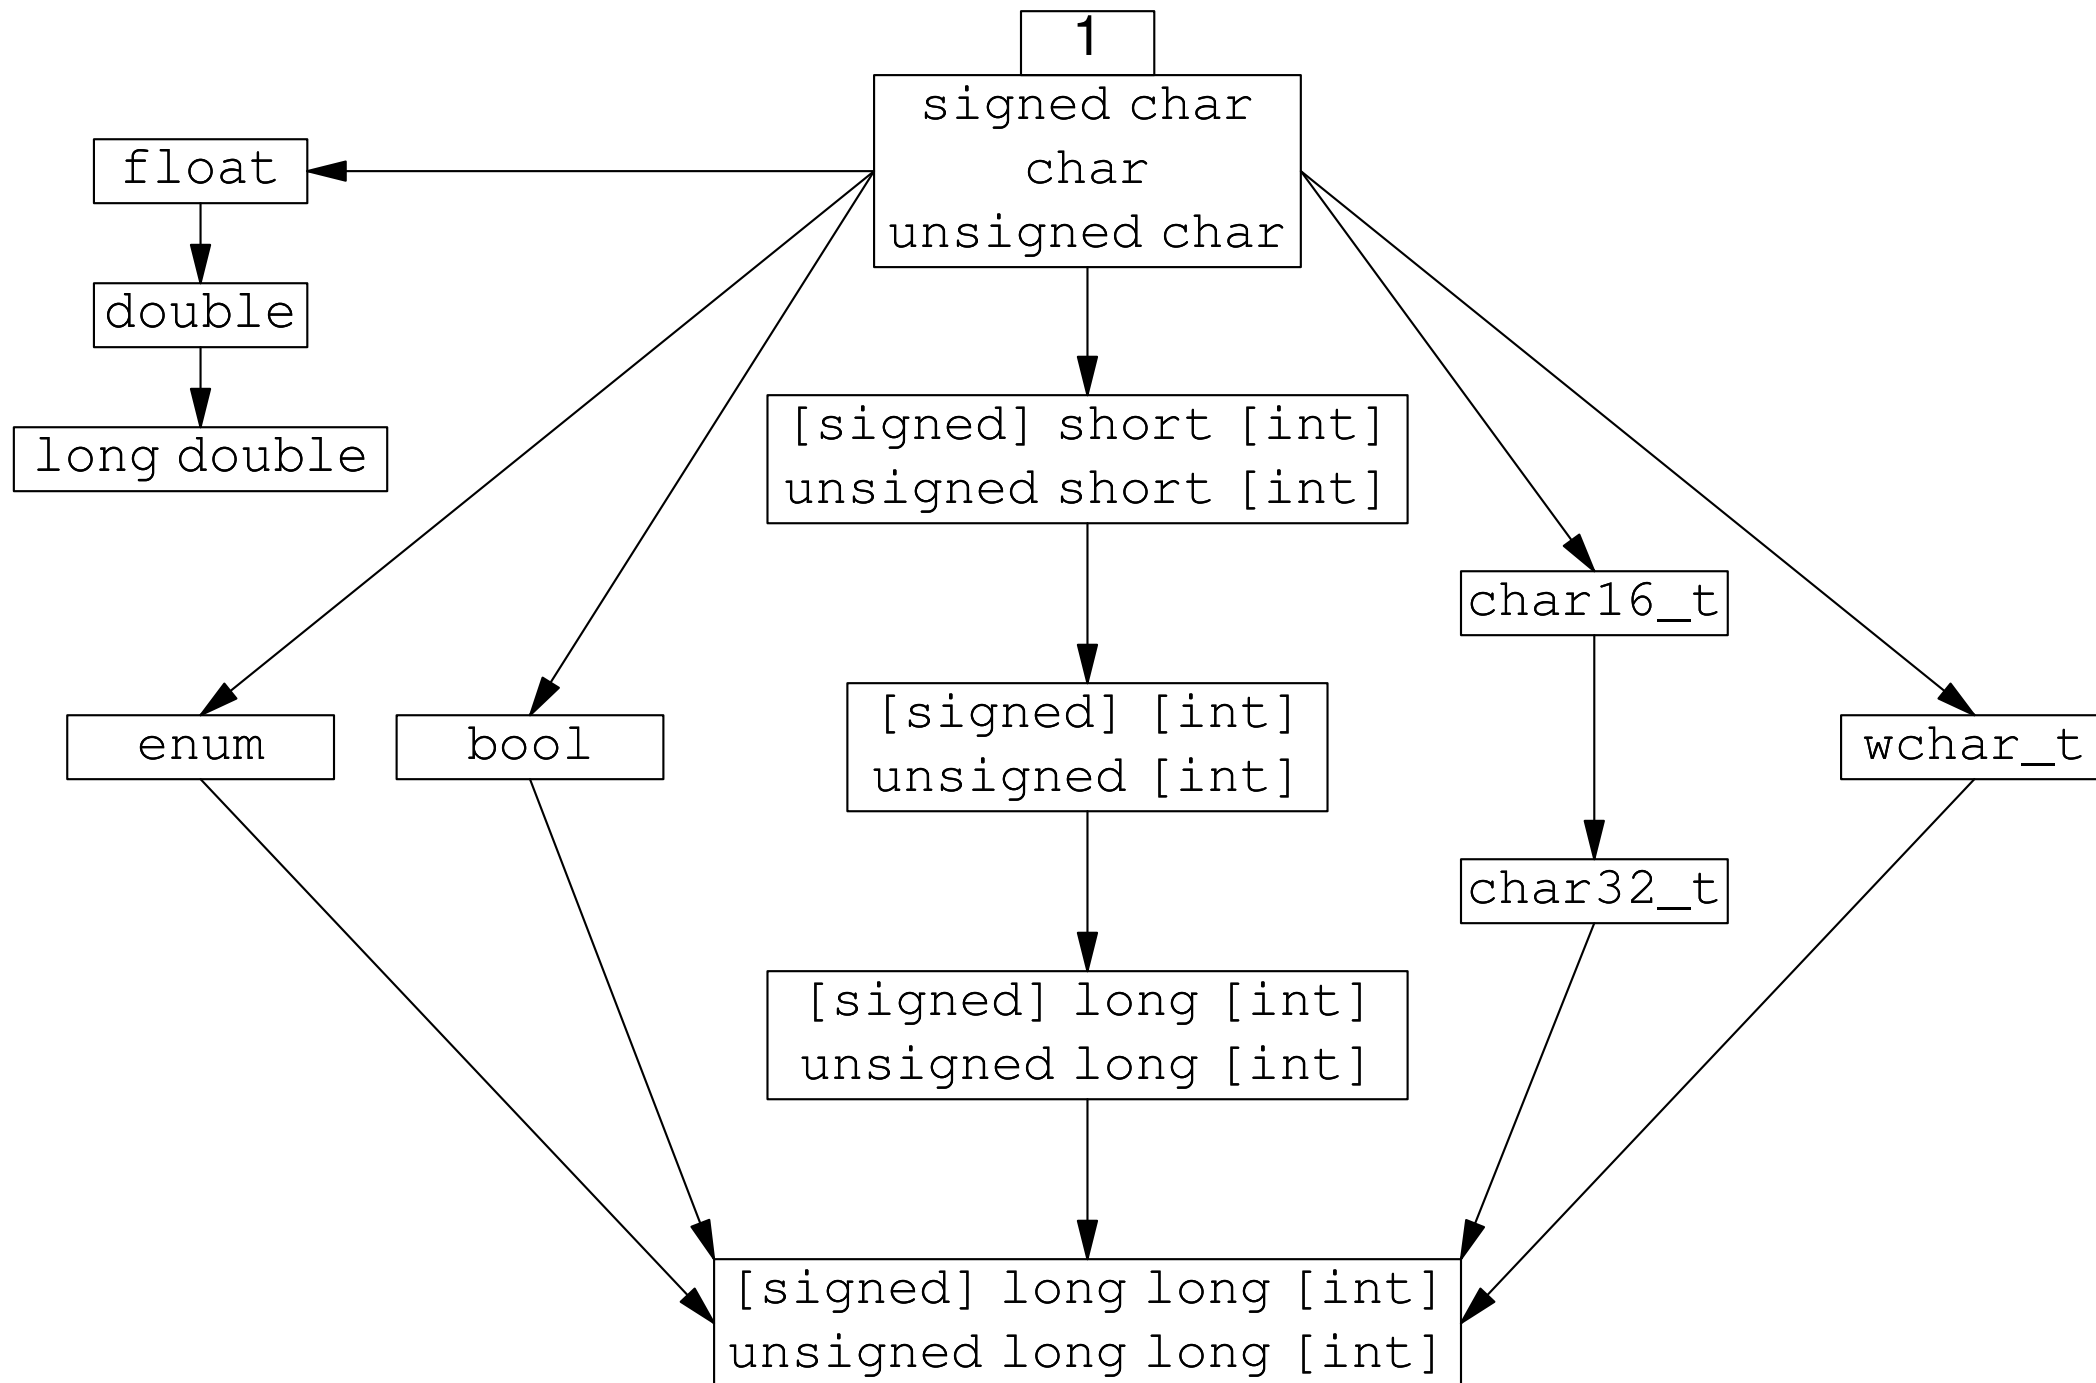 1
signed char
char
unsigned char
float
double
long double
[signed] short [int]
unsigned short [int]
char16_t
enum
bool
[signed] [int]
unsigned [int]
wchar_t
char32_t
[signed] long [int]
unsigned long [int]
[signed] long long [int]
unsigned long long [int]